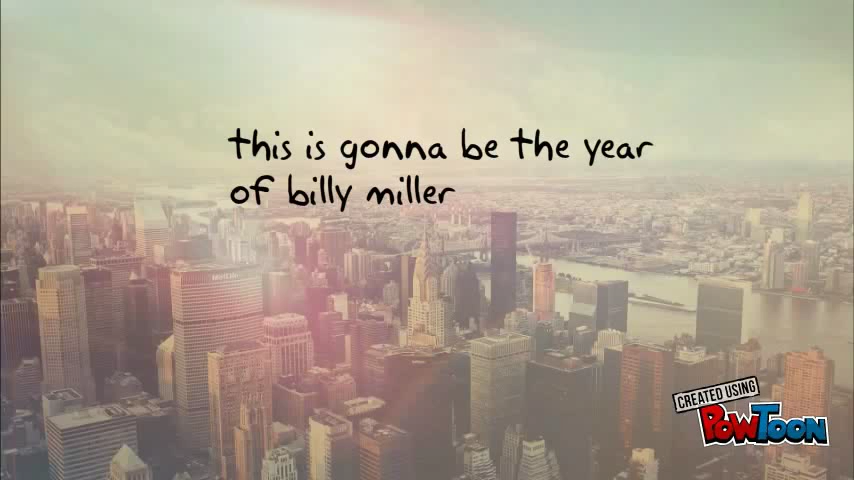 this is gonna be the year
of billy miller
CREATED USING
POWTOON